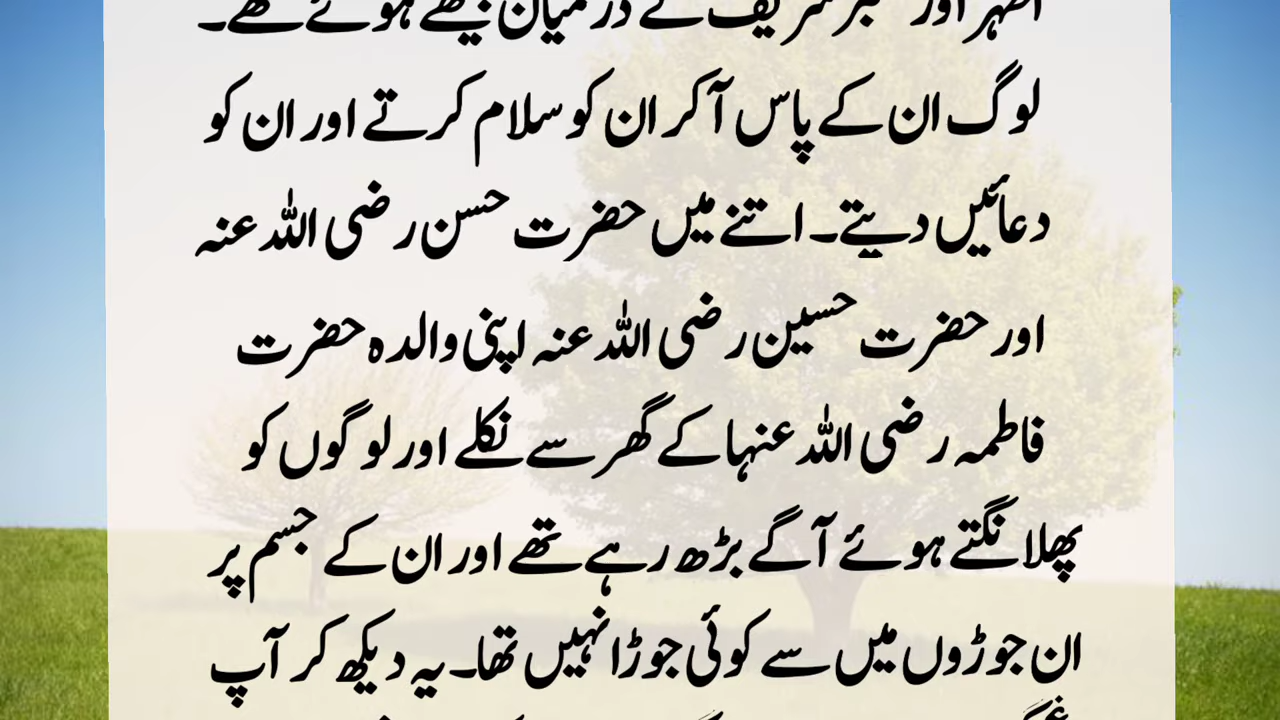 اطہر اور منبر شریف کے درمیان بیٹھے ہوئے تھے۔
لوگ ان کے پاس آکر ان کو سلام کرتے اور ان کو
دعائیں دیتے۔ اتنے میں حضرت حسن رضی اللہ عنہ
اور حضرت حسین رضی اللہ عنہ اپنی والدہ حضرت
فاطمہ رضی اللہ عنہا کے گھر سے نکلے اور لوگوں کو
پھلانگتے ہوئے آگے بڑھ رہے تھے اور ان کے جسم پر
ان جوڑوں میں سے کوئی جوڑا نہیں تھا۔ یہ دیکھ کر آپ